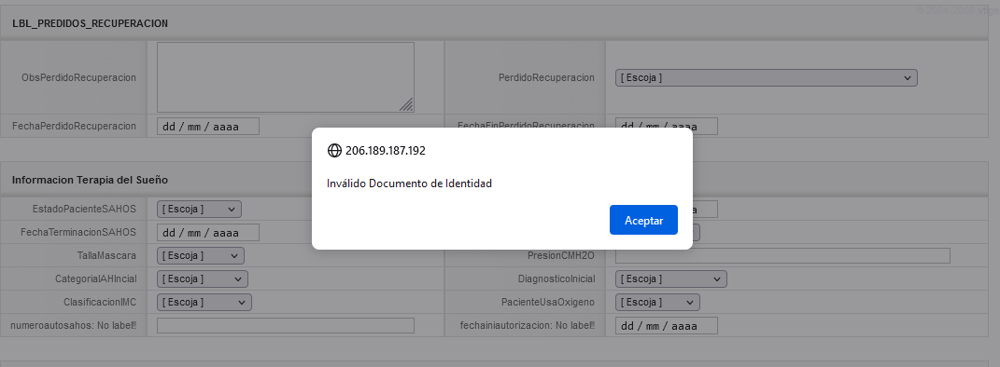 LBL_PREDIDOS_RECUPERACION
ObsPerdidoRecuperacion
PerdidoRecuperacion
[ Escoja ]
FechaPerdidoRecuperacion
dd / mm / aaaa
FechaFinPerdidoRecuperacion
dd / mm / aaaa
206.189.187.192
Inválido Documento de Identidad
Aceptar
Informacion Terapia del Sueño
EstadoPacienteSAHOS
[ Escoja ]
FechaTerminacionSAHOS
dd / mm / aaaa
TallaMascara
[ Escoja ]
PresionCMH2O
CategoriaIAHIncial
[ Escoja ]
DiagnosticoInicial
[ Escoja ]
ClasificacionIMC
[ Escoja ]
PacienteUsaOxigeno
[ Escoja ]
numeroautosahos: No label!!
fechainiautorizacion: No label!!
dd / mm / aaaa